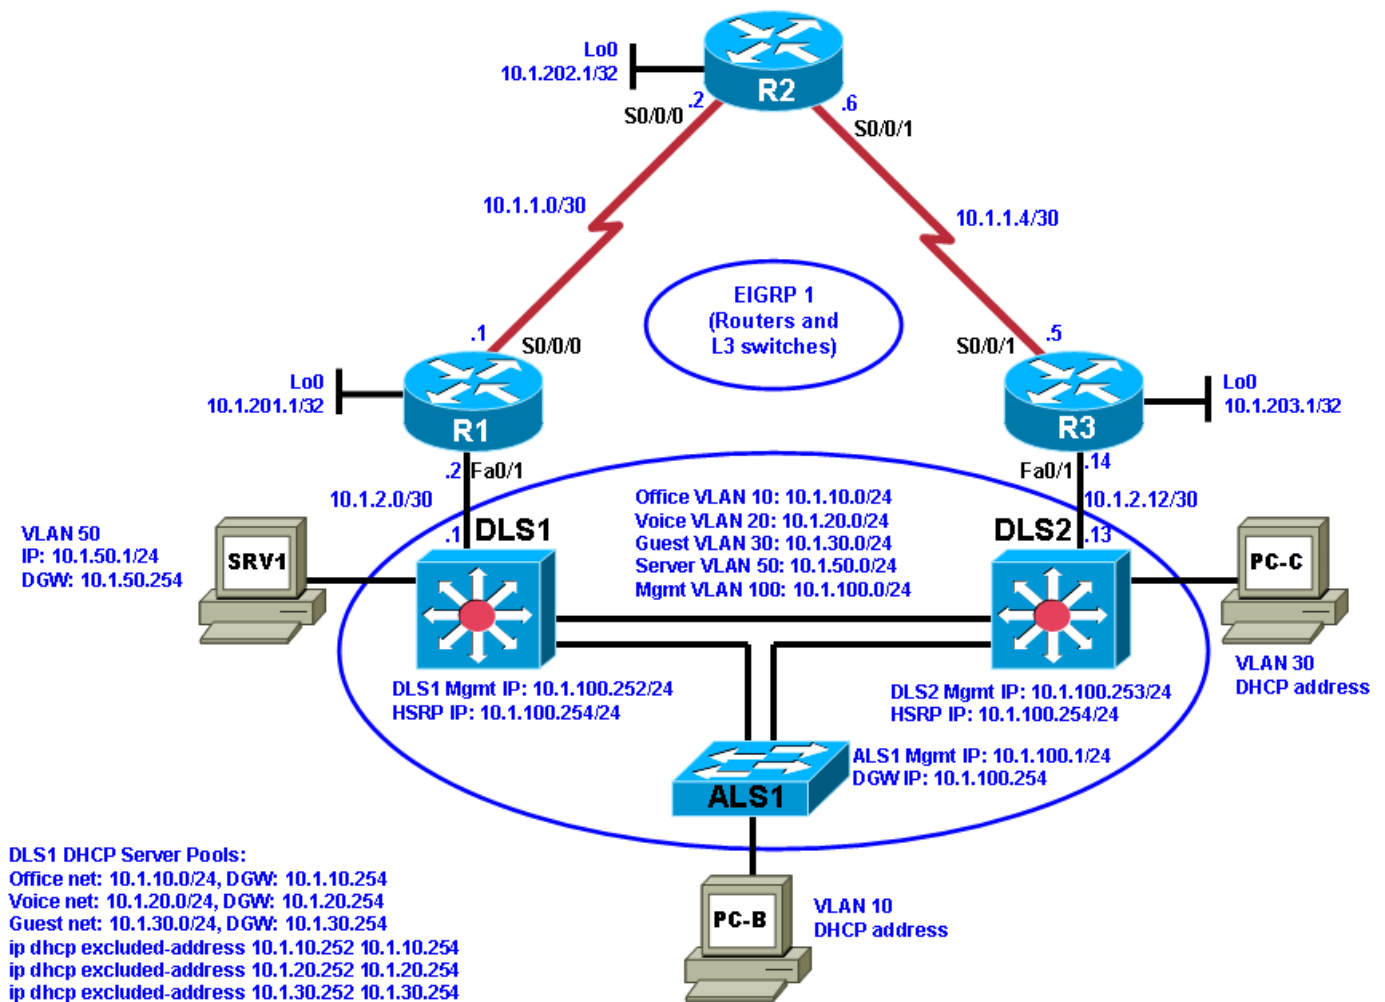 Lo0
10.1.202.1/32
R2
.2
S0/0/0
.6
S0/0/1
10.1.1.0/30
10.1.1.4/30
EIGRP 1
(Routers and
L3 switches)
.1
S0/0/0
.5
S0/0/1
Lo0
10.1.201.1/32
R1
Lo0
10.1.203.1/32
R3
.2
Fa0/1
10.1.2.0/30
.1
DLS1
Fa0/1
.14
10.1.2.12/30
DLS2
.13
Office VLAN 10: 10.1.10.0/24
Voice VLAN 20: 10.1.20.0/24
Guest VLAN 30: 10.1.30.0/24
Server VLAN 50: 10.1.50.0/24
Mgmt VLAN 100: 10.1.100.0/24
VLAN 50
IP: 10.1.50.1/24
DGW: 10.1.50.254
SRV1
PC-C
VLAN 30
DHCP address
DLS1 Mgmt IP: 10.1.100.252/24
HSRP IP: 10.1.100.254/24
DLS2 Mgmt IP: 10.1.100.253/24
HSRP IP: 10.1.100.254/24
ALS1 Mgmt IP: 10.1.100.1/24
DGW IP: 10.1.100.254
ALS1
PC-B
VLAN 10
DHCP address
DLS1 DHCP Server Pools:
Office net: 10.1.10.0/24, DGW: 10.1.10.254
Voice net: 10.1.20.0/24, DGW: 10.1.20.254
Guest net: 10.1.30.0/24, DGW: 10.1.30.254
ip dhcp excluded-address 10.1.10.252 10.1.10.254
ip dhcp excluded-address 10.1.20.252 10.1.20.254
ip dhcp excluded-address 10.1.30.252 10.1.30.254